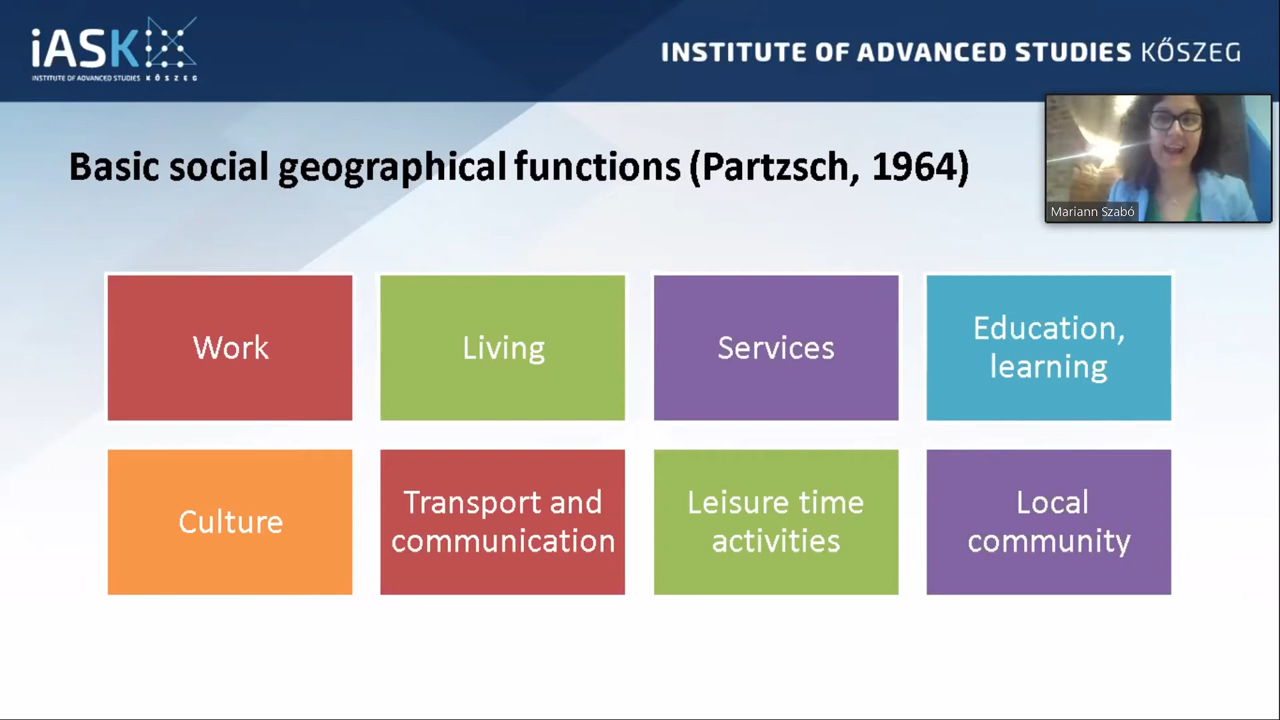 iASK
INSTITUTE OF ADVANCED STUDIES KŐSZEG
INSTITUTE OF ADVANCED STUDIES KŐSZEG
Mariann Szabó
Basic social geographical functions (Partzsch, 1964)
Work
Living
Services
Education,
learning
Culture
Transport and
communication
Leisure time
activities
Local
community